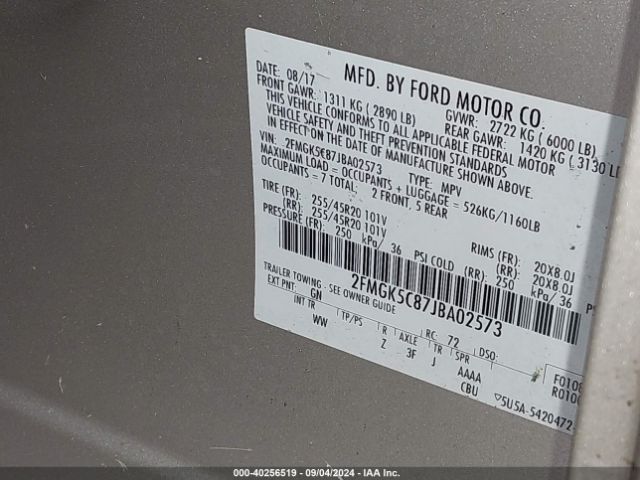 MFD. BY FORD MOTOR CO.
DATE: 08/17 GVWR: 2722 KG ( 6000 LB)
FRONT GAWR: 1311 KG ( 2890 LB) REAR GAWR: 1420 KG ( 3130 L
THIS VEHICLE CONFORMS TO ALL APPLICABLE FEDERAL MOTOR
VEHICLE SAFETY AND THEFT PREVENTION STANDARDS
IN EFFECT ON THE DATE OF MANUFACTURE SHOWN ABOVE.
VIN: 2FMGK5C87JBA02573 TYPE: MPV
MAXIMUM LOAD = OCCUPANTS + LUGGAGE = 526KG/1160LB
OCCUPANTS = 7 TOTAL; 2 FRONT, 5 REAR
TIRE (FR): 255/45R20 101V RIMS (FR): 20X8.0J
(RR): 255/45R20 101V (RR): 20X8.0J
PRESSURE (FR): 250 kPa/ 36 PSI COLD (RR): 250 kPa/ 36 P
2FMGK5C87JBA02573
TRAILER TOWING - SEE OWNER GUIDE
EXT PNT: GN RC: 72 DSO:
INT TR TP/PS R AXLE TR SPR
WW Z 3F J AAAA
CBU
F0108
R010
▽5U5A-5420472
000-40256519 - 09/04/2024 - IAA Inc.